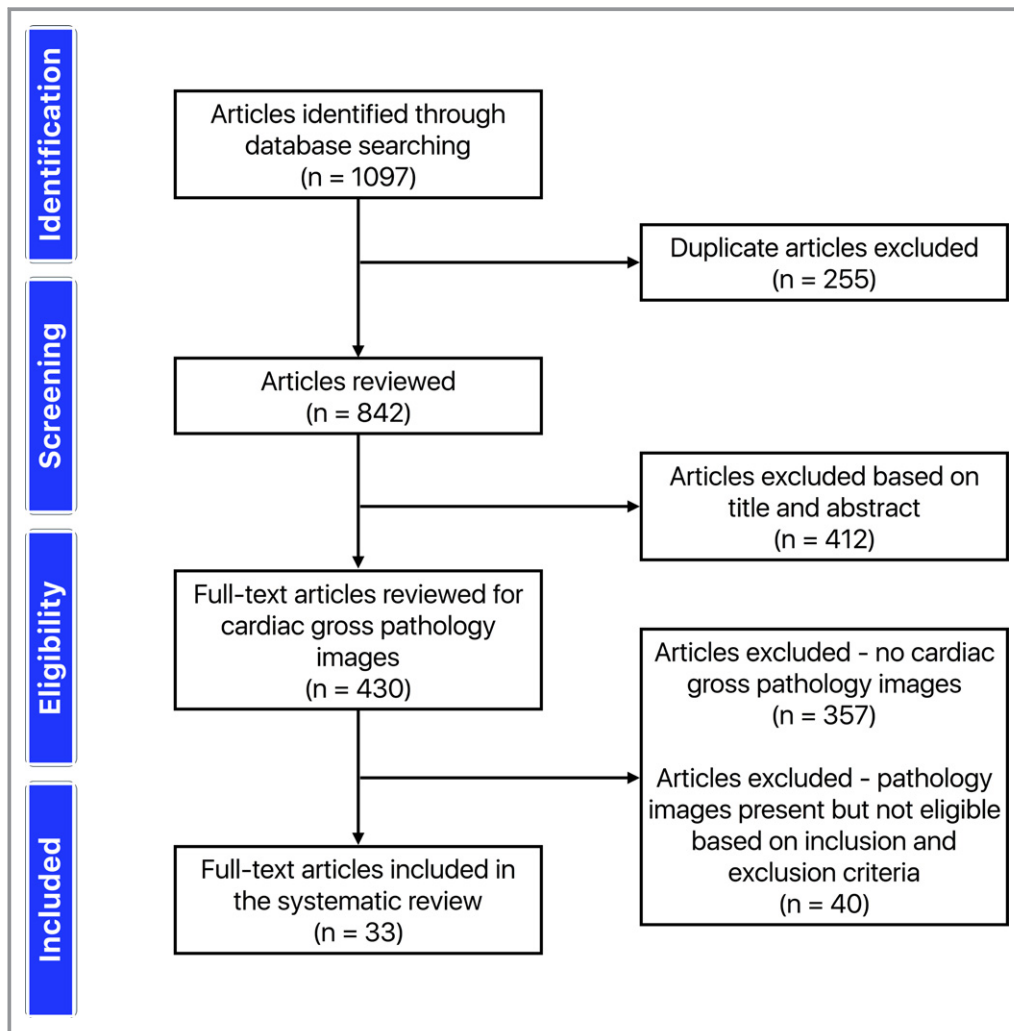 Identification
Articles identified through
database searching
(n = 1097)
Duplicate articles excluded
(n = 255)
Screening
Articles reviewed
(n = 842)
Articles excluded based on
title and abstract
(n = 412)
Eligibility
Full-text articles reviewed for
cardiac gross pathology
images
(n = 430)
Articles excluded - no cardiac
gross pathology images
(n = 357)
Articles excluded - pathology
images present but not eligible
based on inclusion and
exclusion criteria
(n = 40)
Included
Full-text articles included in
the systematic review
(n = 33)